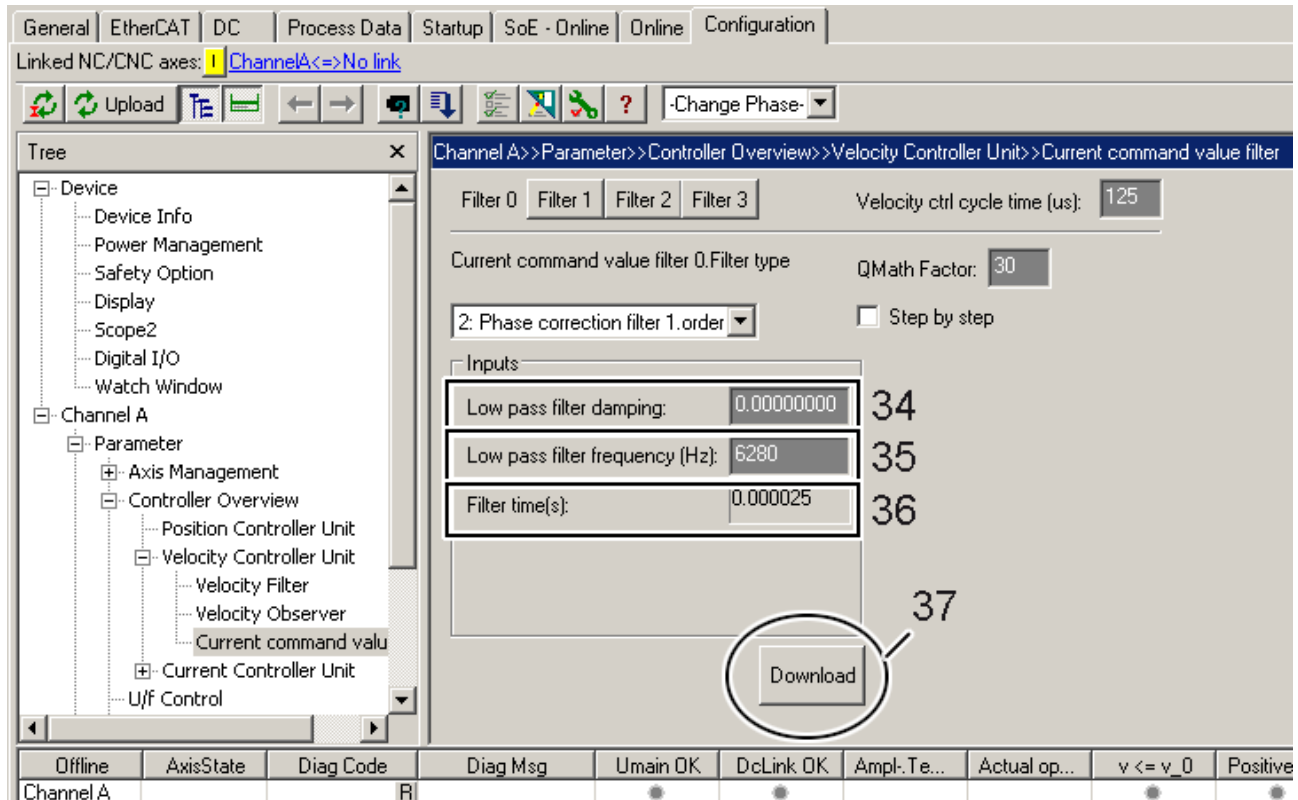 General EtherCAT DC Process Data Startup SoE - Online Online Configuration
Linked NC/CNC axes: ! ChannelA<=>No link
Upload ? -Change Phase-
Tree
Device
Device Info
Power Management
Safety Option
Display
Scope2
Digital I/O
Watch Window
Channel A
Parameter
Axis Management
Controller Overview
Position Controller Unit
Velocity Controller Unit
Velocity Filter
Velocity Observer
Current command valu
Current Controller Unit
U/f Control
Channel A>>Parameter>>Controller Overview>>Velocity Controller Unit>>Current command value filter
Filter 0 Filter 1 Filter 2 Filter 3 Velocity ctrl cycle time (us): 125
Current command value filter 0.Filter type QMath Factor: 30
2: Phase correction filter 1.order Step by step
Inputs
Low pass filter damping: 0.00000000 34
Low pass filter frequency (Hz): 6280 35
Filter time(s): 0.000025 36
37
Download
Offline AxisState Diag Code Diag Msg Umain OK DcLink OK Ampl-.Te... Actual op... v <= v_0 Positive
Channel A R